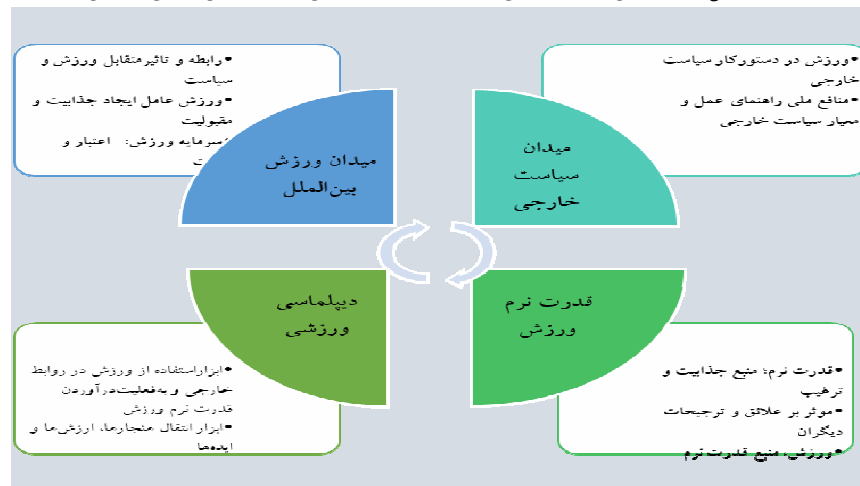 •ورزش در دستورکار سیاست
خارجی
•منافع ملی راهنمای عمل و
معیار سیاست خارجی
میدان
سیاست
خارجی
•رابطه و تاثیرمتقابل ورزش و
سیاست
•ورزش عامل ایجاد جذابیت و
مقبولیت
•سرمایه ورزش: اعتبار و
میدان ورزش
بین‌الملل
قدرت نرم
ورزش
•قدرت نرم؛ منبع جذابیت و
ترغیب
•موثر بر علائق و ترجیحات
دیگران
•ورزش، منبع قدرت نرم
دیپلماسی
ورزشی
•ابزاراستفاده از ورزش در روابط
خارجی و به‌فعلیت‌درآوردن
قدرت نرم ورزش
•ابزار انتقال هنجارها، ارزش‌ها و
ایده‌ها